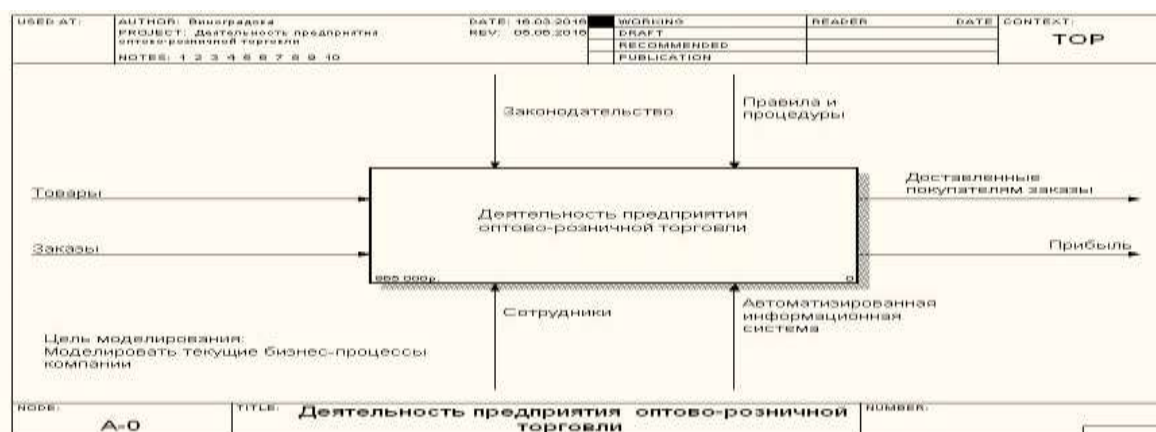 USED AT:
AUTHOR: Виноградова
DATE: 16.03.2016
WORKING
READER
DATE
CONTEXT:
PROJECT: Деятельность предприятия
оптово-розничной торговли
REV: 06.06.2016
DRAFT
TOP
RECOMMENDED
NOTES: 1 2 3 4 5 6 7 8 9 10
PUBLICATION
Законодательство
Правила и
процедуры
Товары
Заказы
Деятельность предприятия
оптово-розничной торговли
0
Доставленные
покупателям заказы
Прибыль
Сотрудники
Автоматизированная
информационная
система
Цель моделирования:
Моделировать текущие бизнес-процессы
компании
NODE:
A-0
TITLE:
Деятельность предприятия оптово-розничной
торговли
NUMBER: